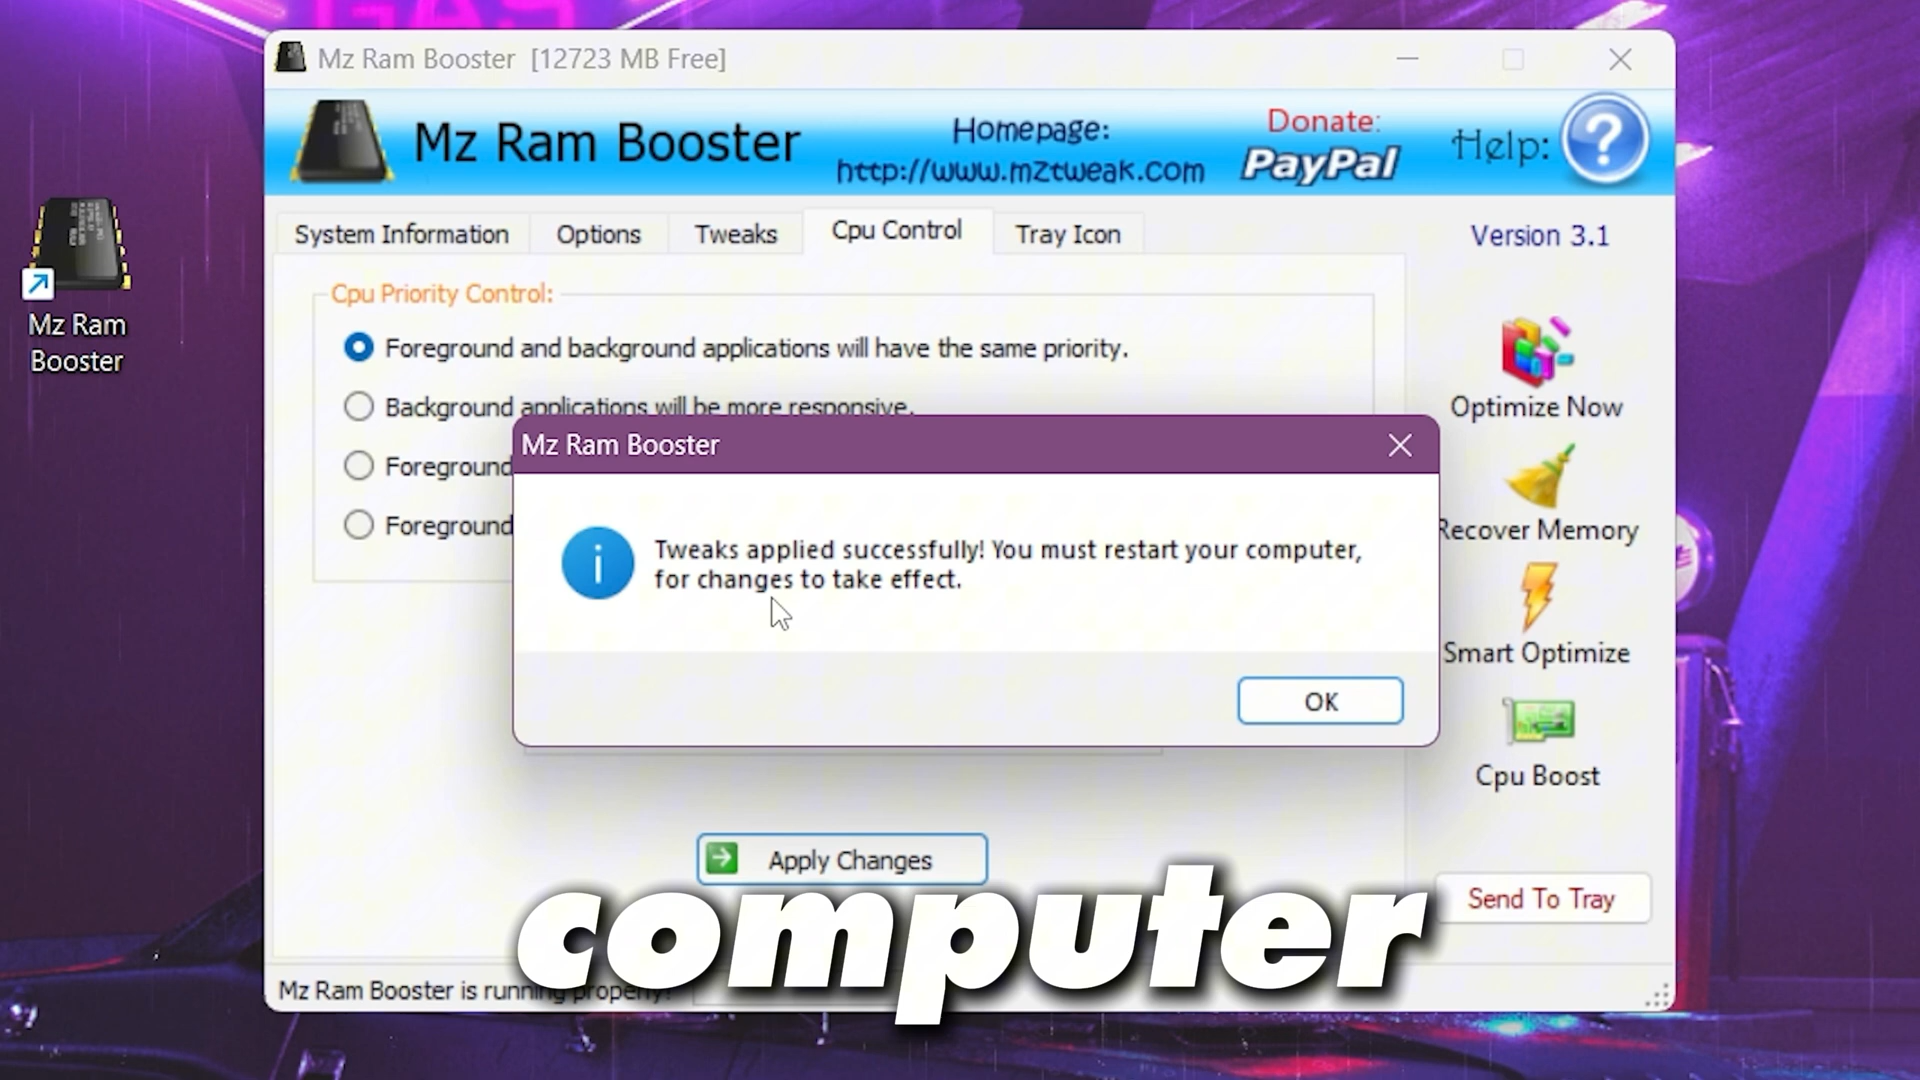 Mz Ram Booster [12723 MB Free]
Mz Ram Booster
Homepage:
http://www.mztweak.com
Donate:
PayPal
Help:
?
System Information
Options
Tweaks
Cpu Control
Tray Icon
Version 3.1
Mz Ram
Booster
Cpu Priority Control:
Foreground and background applications will have the same priority.
Background applications will be more responsive.
Foreground
Foreground
Mz Ram Booster
Tweaks applied successfully! You must restart your computer,
for changes to take effect.
OK
Optimize Now
Recover Memory
Smart Optimize
Cpu Boost
Apply Changes
Send To Tray
computer
Mz Ram Booster is running properly!